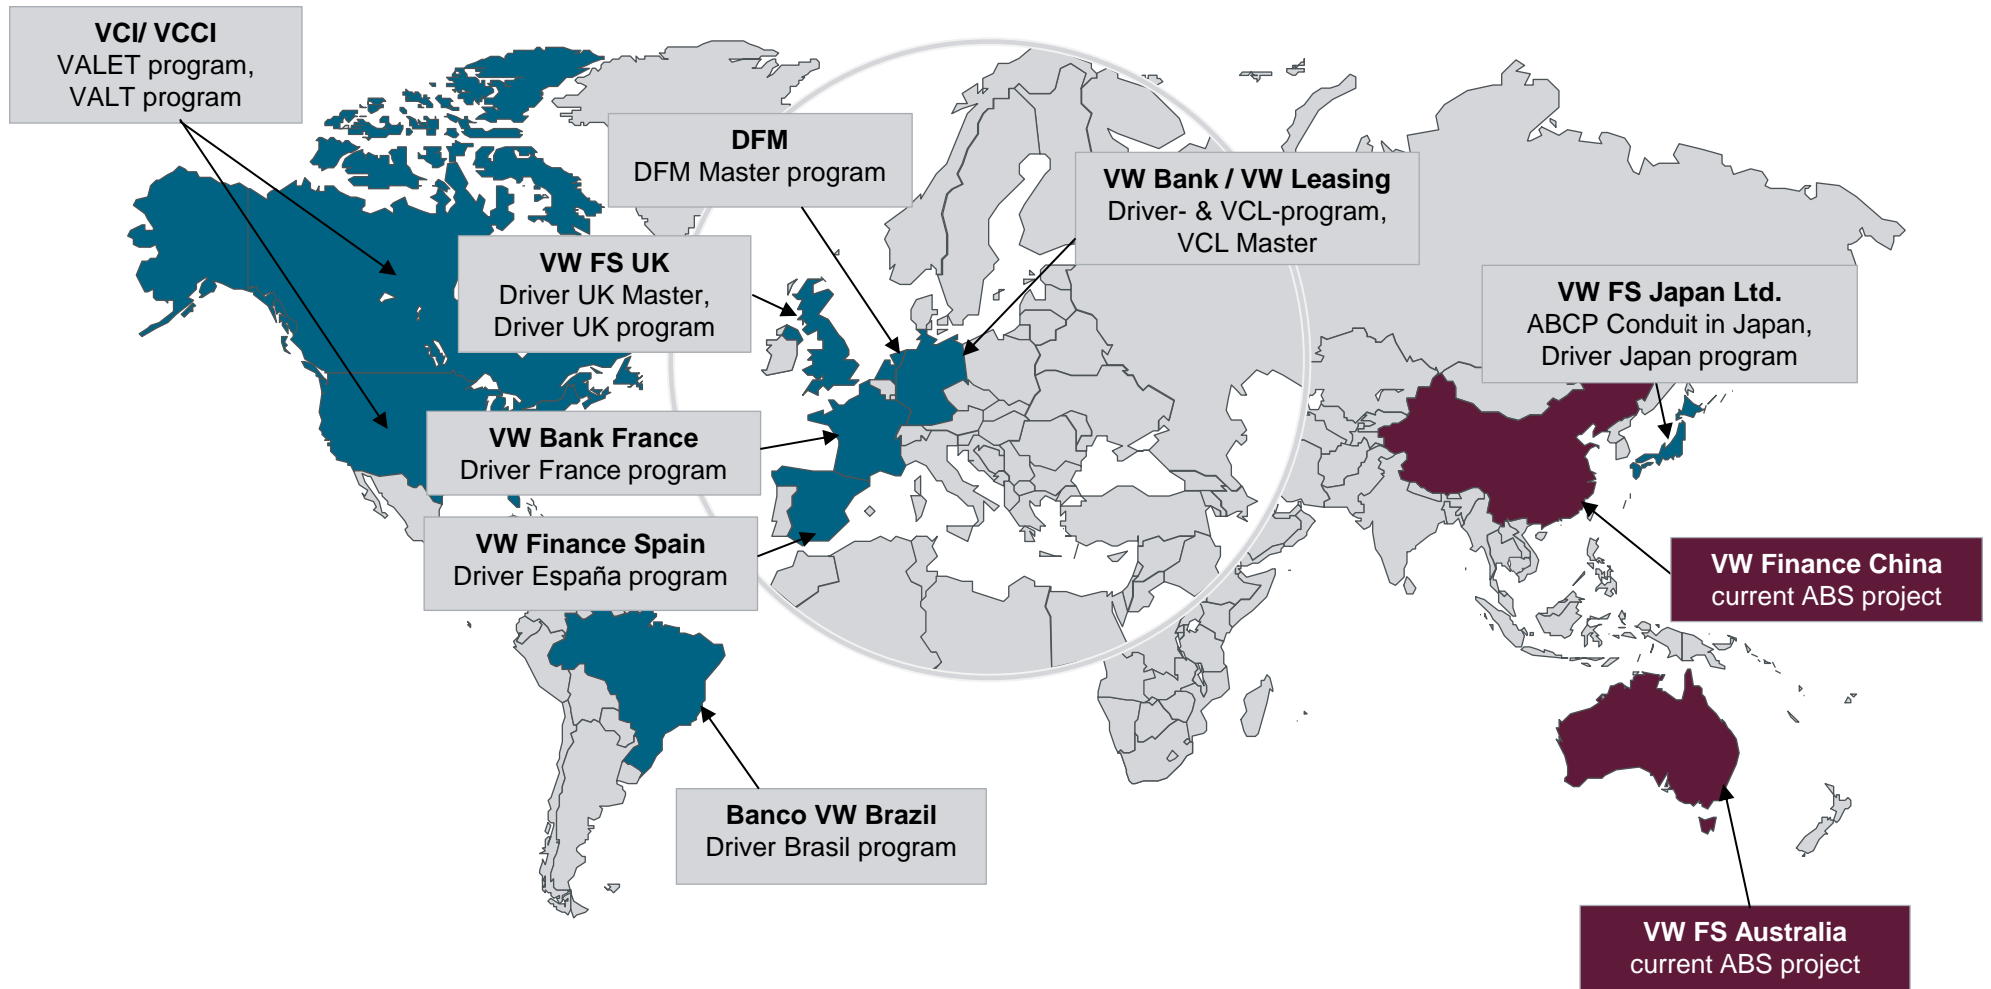 VCI/ VCCI
VALET program,
VALT program
DFM
DFM Master program
VW Bank / VW Leasing
Driver- & VCL-program,
VCL Master
VW FS UK
Driver UK Master,
Driver UK program
VW FS Japan Ltd.
ABCP Conduit in Japan,
Driver Japan program
VW Bank France
Driver France program
VW Finance Spain
Driver España program
VW Finance China
current ABS project
Banco VW Brazil
Driver Brasil program
VW FS Australia
current ABS project